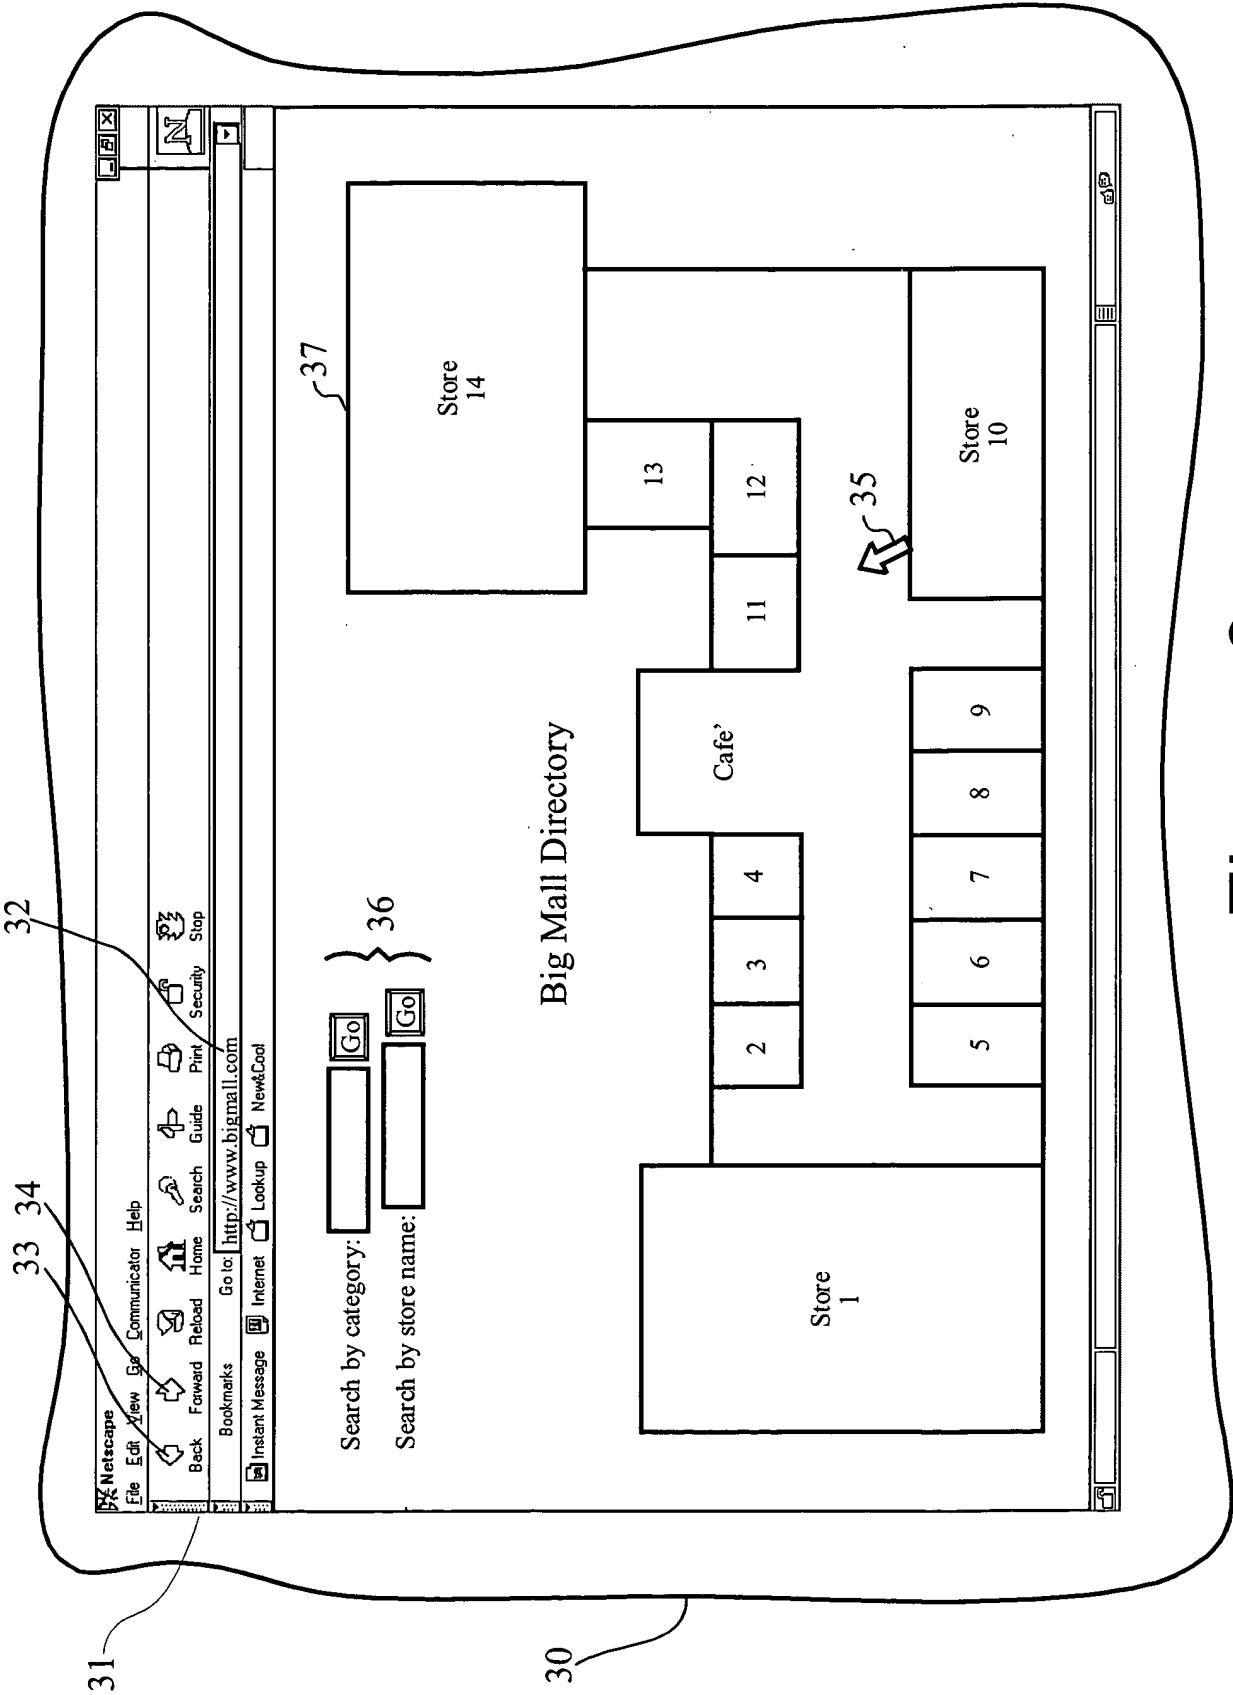 32
34
33
31
Netscape
File Edit View Go Communicator Help
N
Back Forward Reload Home Search Guide Print Security Stop
Bookmarks Go to: http://www.bigmall.com
Instant Message Internet Lookup New&Cool
Search by category: Go
Search by store name: Go
36
37
Big Mall Directory
Store
14
13
Cafe'
2 3 4 11 12
35
Store
1
5 6 7 8 9
Store
10
30